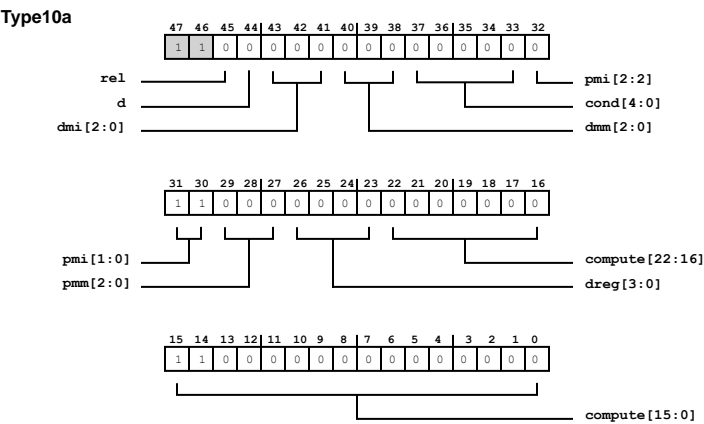 Type10a
47 46 45 44 43 42 41 40 39 38 37 36 35 34 33 32
1 1 0 0 0 0 0 0 0 0 0 0 0 0 0 0
rel
pmi[2:2]
d
cond[4:0]
dmi[2:0]
dmm[2:0]
31 30 29 28 27 26 25 24 23 22 21 20 19 18 17 16
1 1 0 0 0 0 0 0 0 0 0 0 0 0 0 0
pmi[1:0]
compute[22:16]
pmm[2:0]
dreg[3:0]
15 14 13 12 11 10 9 8 7 6 5 4 3 2 1 0
1 1 0 0 0 0 0 0 0 0 0 0 0 0 0 0
compute[15:0]